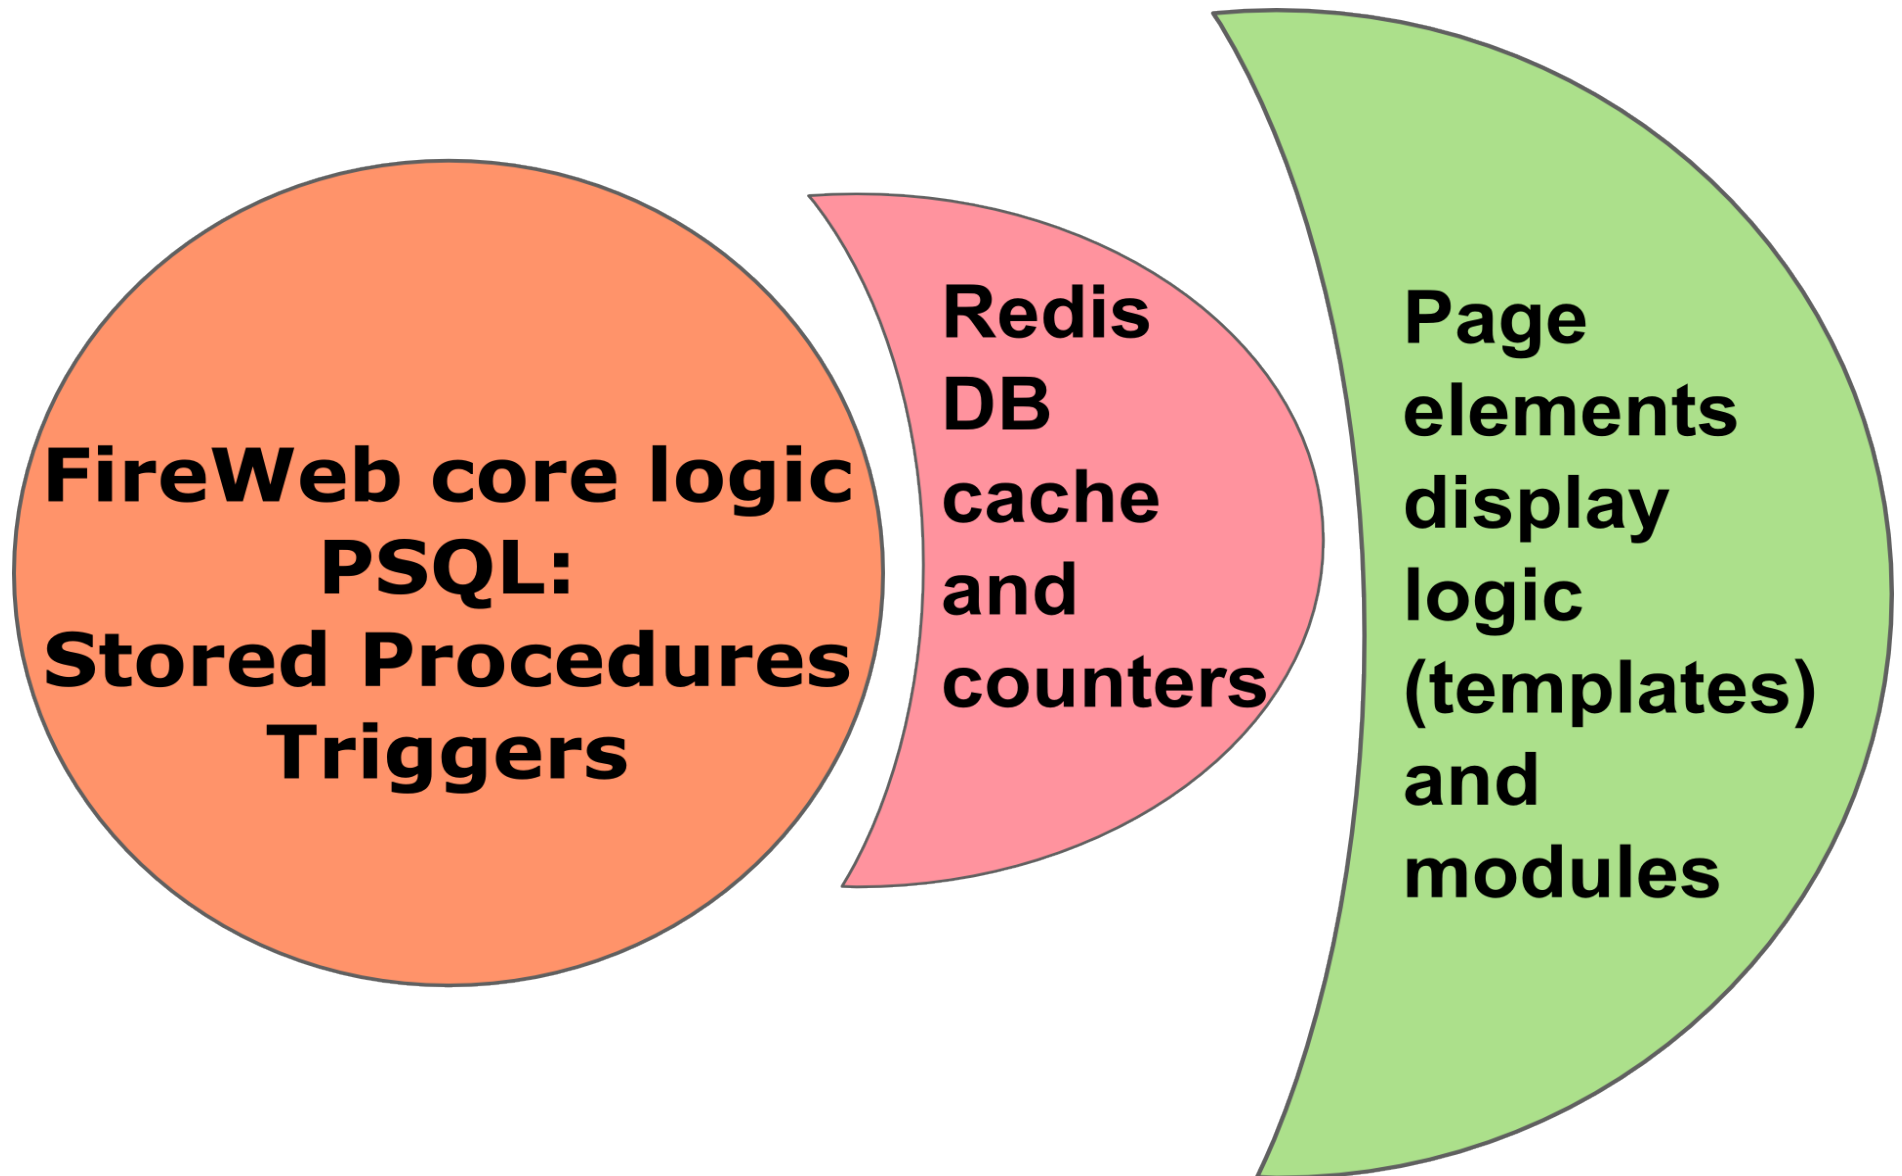 FireWeb core logic
PSQL:
Stored Procedures
Triggers
Redis
DB
cache
and
counters
Page
elements
display
logic
(templates)
and
modules